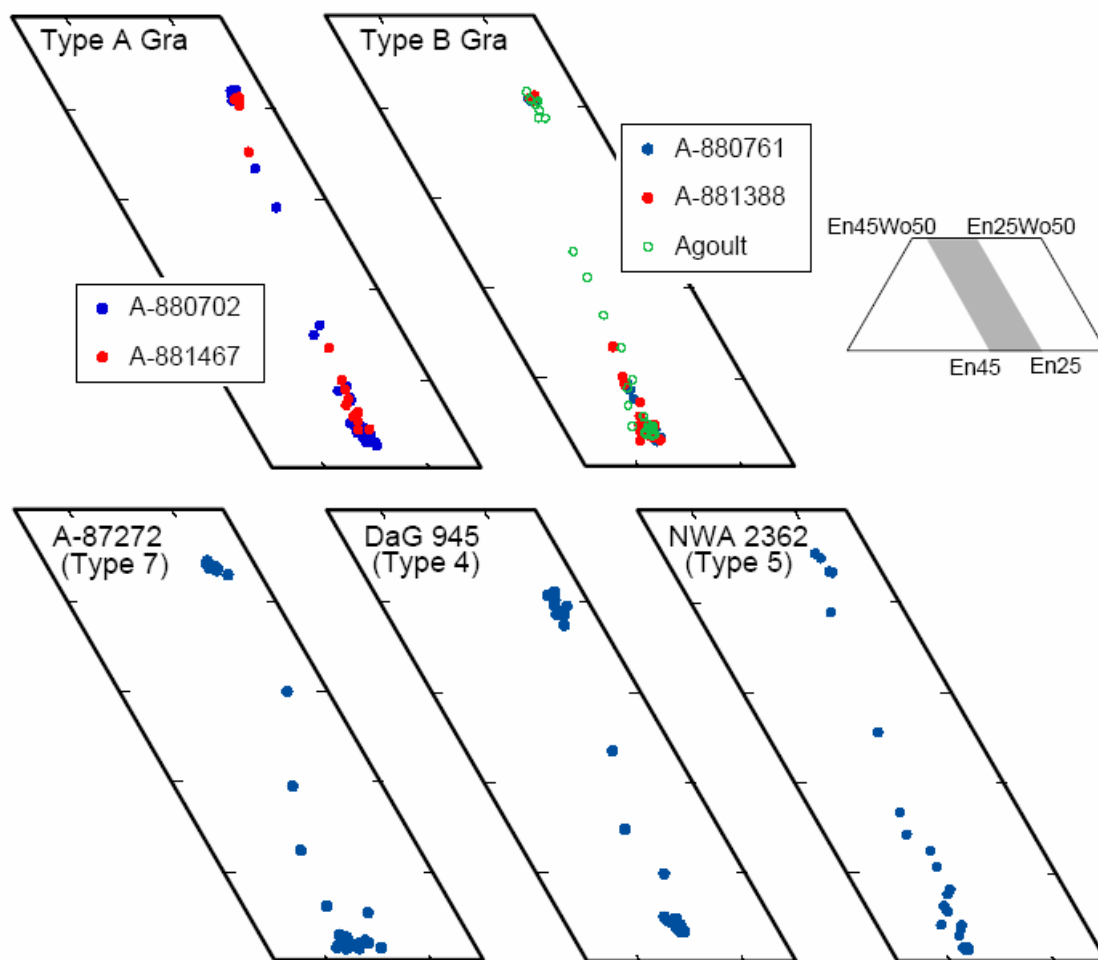 Type A Gra
Type B Gra
A-880702
A-881467
A-880761
A-881388
Agoult
En45Wo50
En25Wo50
En45
En25
A-87272
(Type 7)
DaG 945
(Type 4)
NWA 2362
(Type 5)